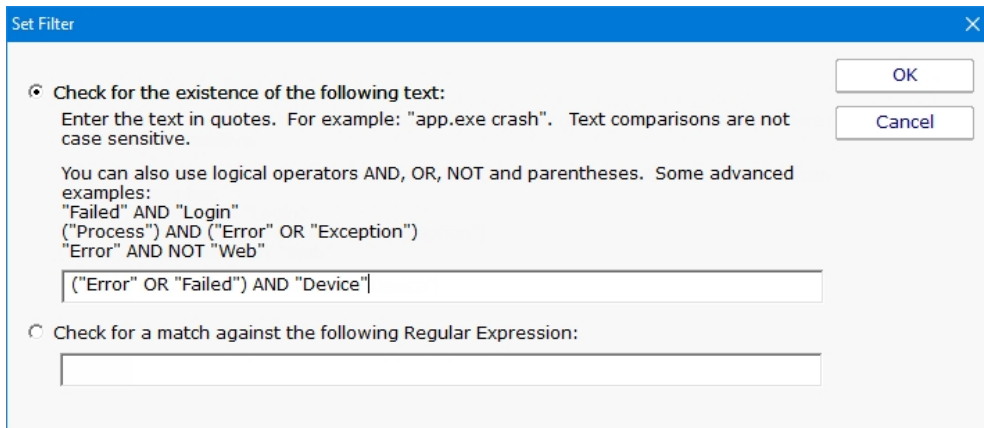 Set Filter
OK
Check for the existence of the following text:
Enter the text in quotes.  For example: "app.exe crash".   Text comparisons are not
case sensitive.
Cancel
You can also use logical operators AND, OR, NOT and parentheses.  Some advanced
examples:
"Failed" AND "Login"
("Process") AND ("Error" OR "Exception")
"Error" AND NOT "Web"
("Error" OR "Failed") AND "Device"
Check for a match against the following Regular Expression: